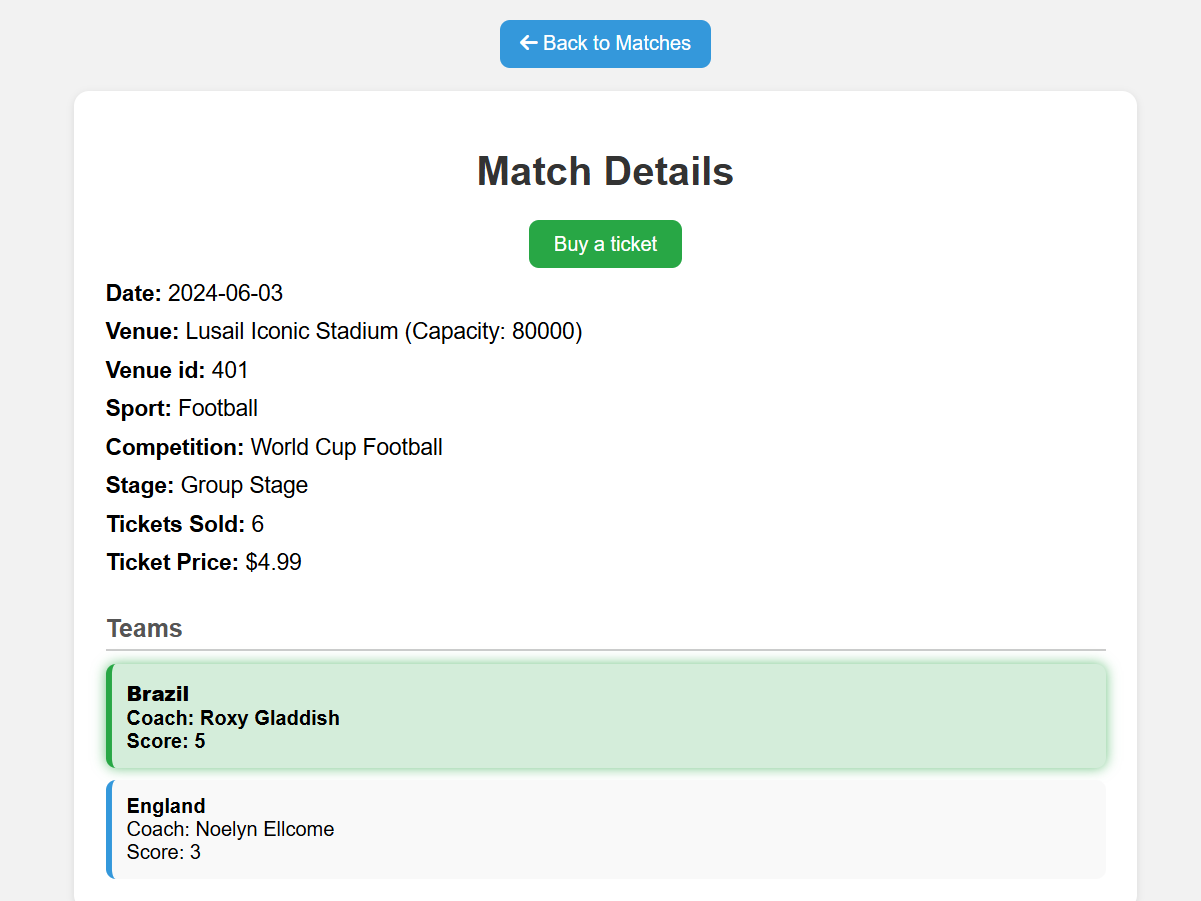 Back to Matches
Match Details
Buy a ticket
Date: 2024-06-03
Venue: Lusail Iconic Stadium (Capacity: 80000)
Venue id: 401
Sport: Football
Competition: World Cup Football
Stage: Group Stage
Tickets Sold: 6
Ticket Price: $4.99
Teams
Brazil
Coach: Roxy Gladdish
Score: 5
England
Coach: Noelyn Ellcome
Score: 3